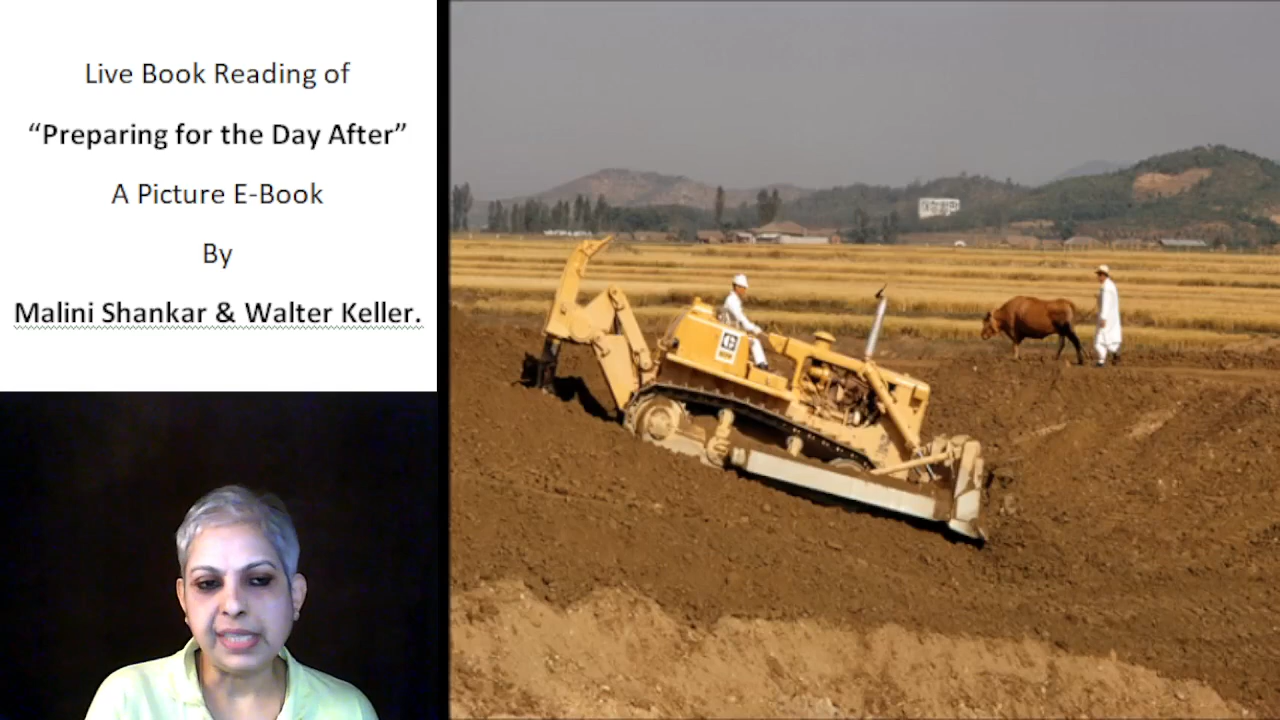 Live Book Reading of
“Preparing for the Day After”
A Picture E-Book
By
Malini Shankar & Walter Keller.